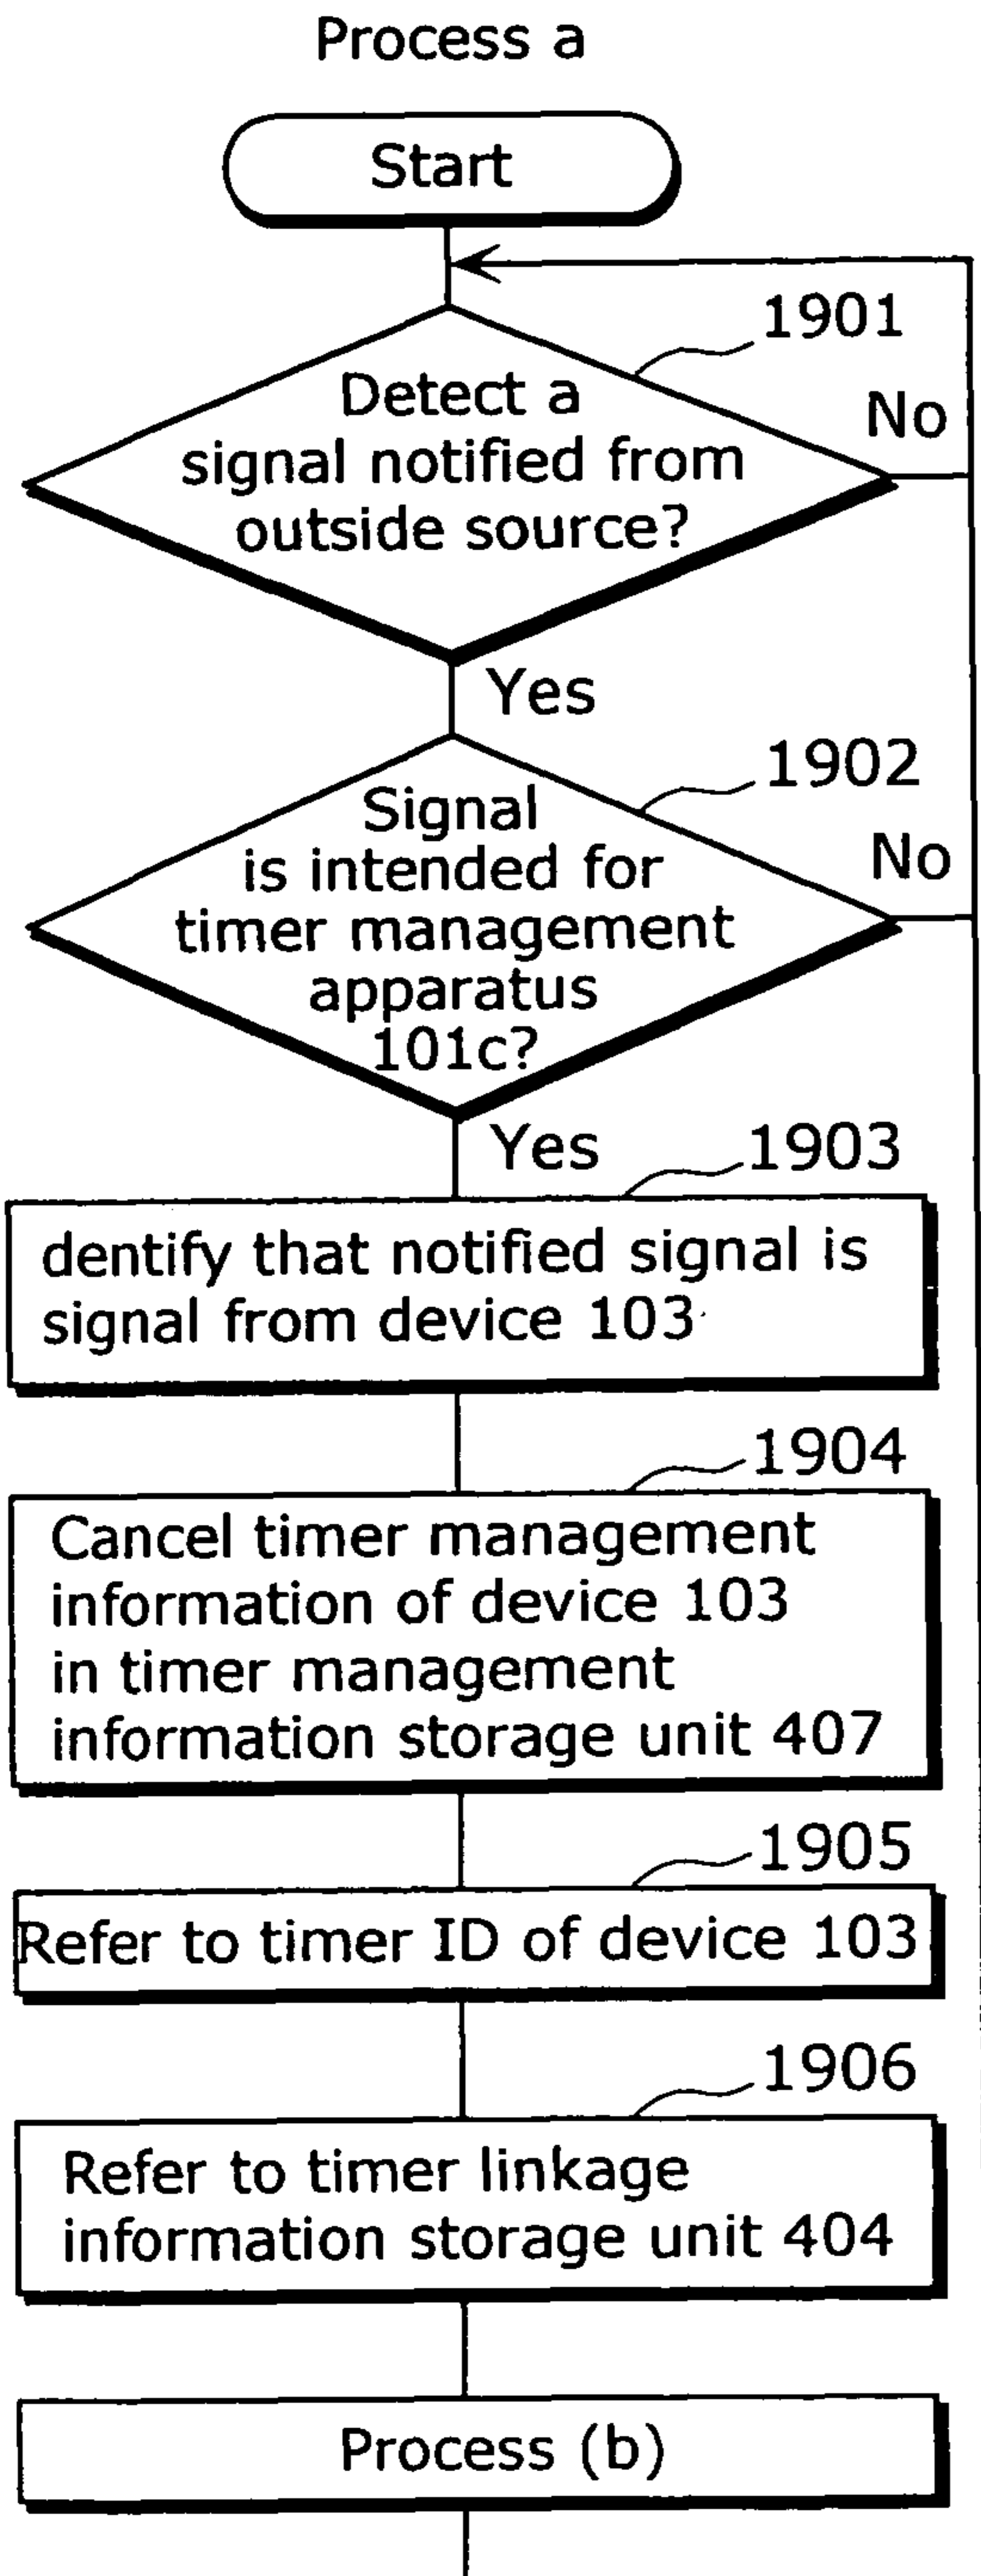 Process a
Start
1901
Detect a
signal notified from
outside source?
No
Yes
1902
Signal
is intended for
timer management
apparatus
101c?
No
Yes
1903
dentify that notified signal is
signal from device 103
1904
Cancel timer management
information of device 103
in timer management
information storage unit 407
1905
Refer to timer ID of device 103
1906
Refer to timer linkage
information storage unit 404
Process (b)